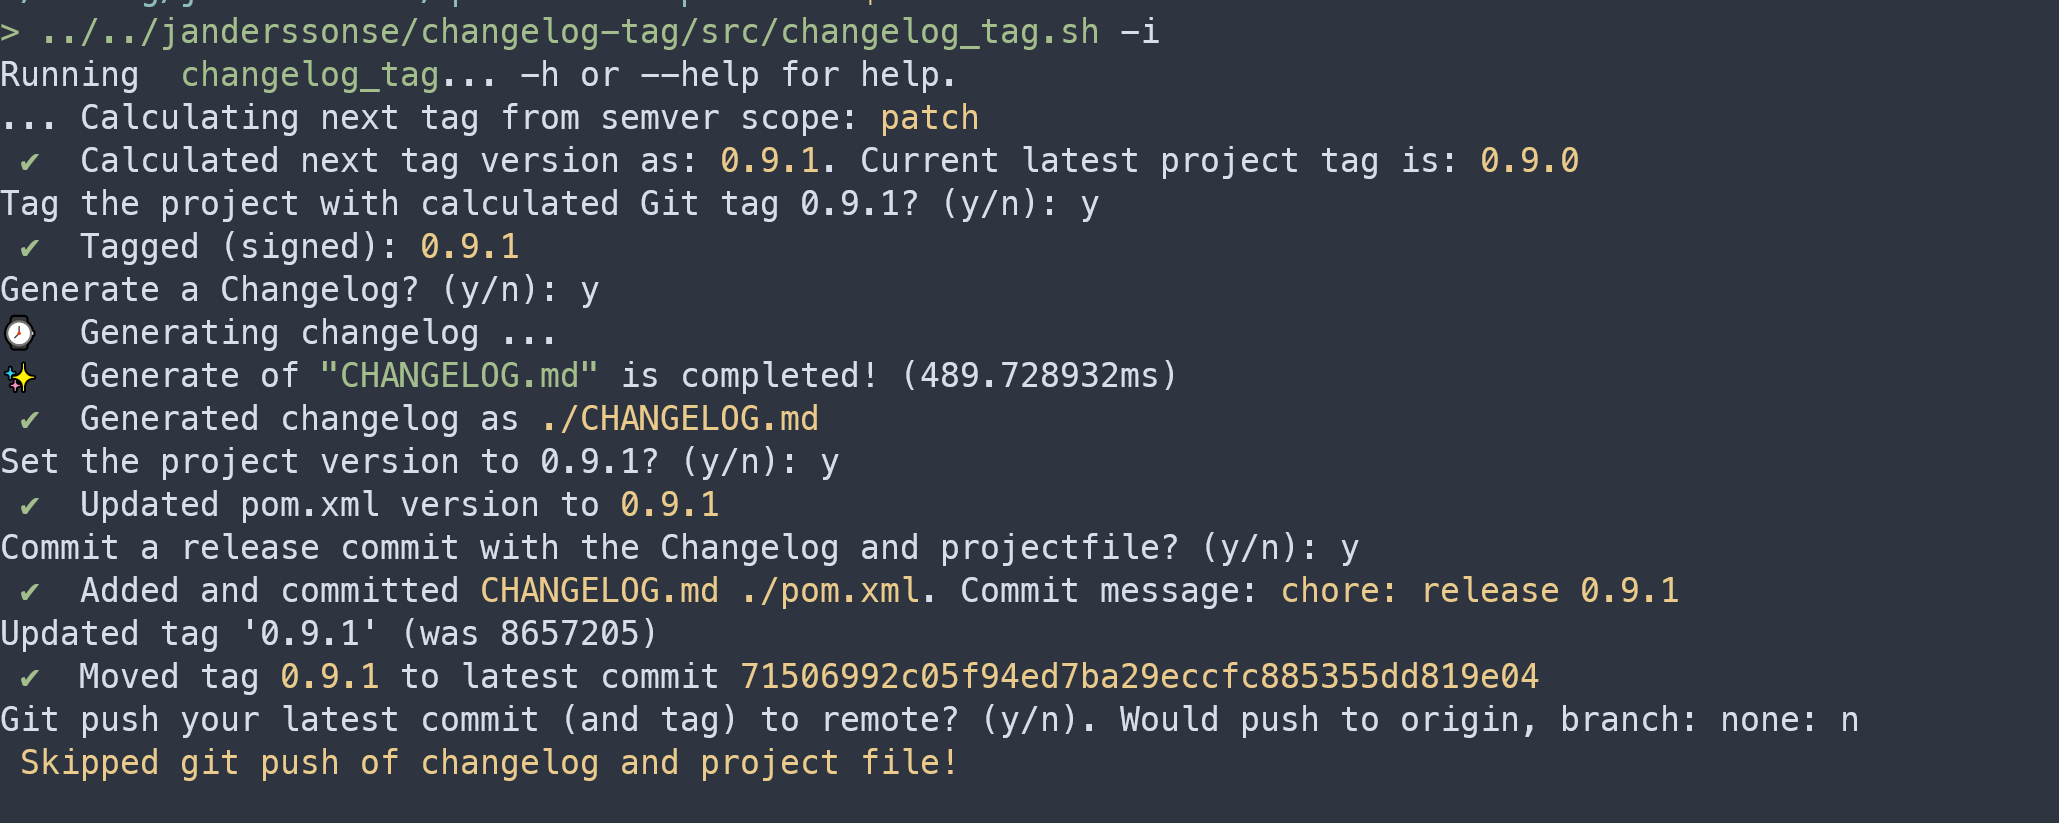 > ../../janderssonse/changelog-tag/src/changelog_tag.sh -i
Running  changelog_tag... -h or --help for help.
... Calculating next tag from semver scope: patch
✔  Calculated next tag version as: 0.9.1. Current latest project tag is: 0.9.0
Tag the project with calculated Git tag 0.9.1? (y/n): y
✔  Tagged (signed): 0.9.1
Generate a Changelog? (y/n): y
⌚  Generating changelog ...
✨  Generate of "CHANGELOG.md" is completed! (489.728932ms)
✔  Generated changelog as ./CHANGELOG.md
Set the project version to 0.9.1? (y/n): y
✔  Updated pom.xml version to 0.9.1
Commit a release commit with the Changelog and projectfile? (y/n): y
✔  Added and committed CHANGELOG.md ./pom.xml. Commit message: chore: release 0.9.1
Updated tag '0.9.1' (was 8657205)
✔  Moved tag 0.9.1 to latest commit 71506992c05f94ed7ba29eccfc885355dd819e04
Git push your latest commit (and tag) to remote? (y/n). Would push to origin, branch: none: n
Skipped git push of changelog and project file!